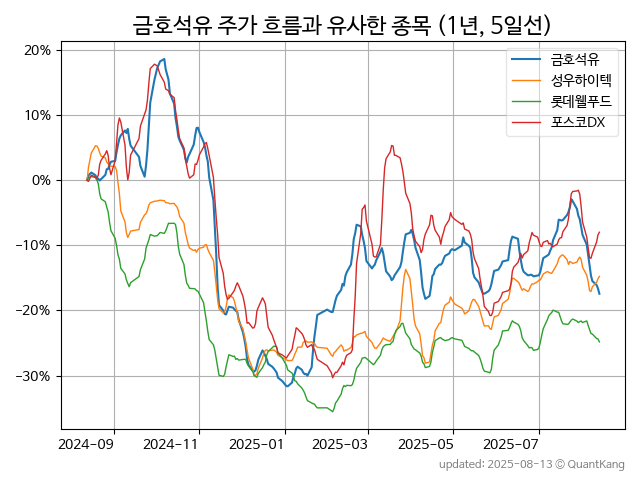 금호석유 주가 흐름과 유사한 종목 (1년, 5일선)
금호석유
성우하이텍
롯데웰푸드
포스코DX
20%
10%
0%
−10%
−20%
−30%
2024-09 2024-11 2025-01 2025-03 2025-05 2025-07
updated: 2025-08-13 © QuantKang